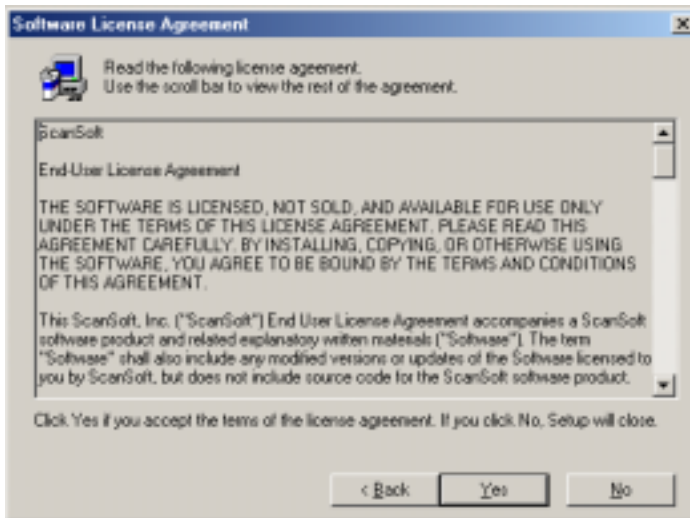 Software License Agreement
Read the following license ageement.
Use the scroll bar to view the rest of the agreement.
ScanSoft
End-User License Agreement
THE SOFTWARE IS LICENSED, NOT SOLD, AND AVAILABLE FOR USE ONLY
UNDER THE TERMS OF THIS LICENSE AGREEMENT. PLEASE READ THIS
AGREEMENT CAREFULLY. BY INSTALLING, COPYING, OR OTHERWISE USING
THE SOFTWARE, YOU AGREE TO BE BOUND BY THE TERMS AND CONDITIONS
OF THIS AGREEMENT.
This ScanSoft, Inc. ("ScanSoft") End User License Agreement accompanies a ScanSoft
software product and related explanatory written materials ("Software"). The term
"Software" shall also include any modified versions or updates of the Software licensed to
you by ScanSoft, but does not include source code for the ScanSoft software product.
Click Yes if you accept the terms of the license agreement. If you click No, Setup will close.
< Back Yes No